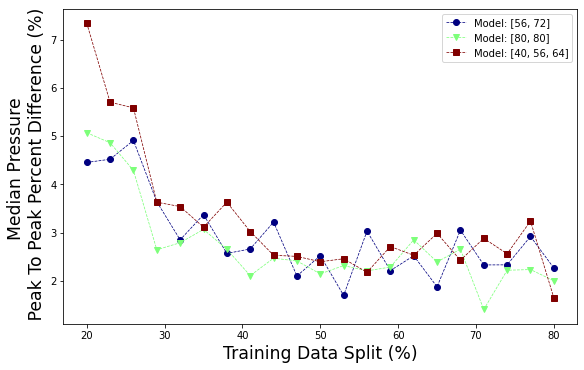 Model: [56, 72]
Model: [80, 80]
Model: [40, 56, 64]
Median Pressure
Peak To Peak Percent Difference (%)
7
6
5
4
3
2
20 30 40 50 60 70 80
Training Data Split (%)